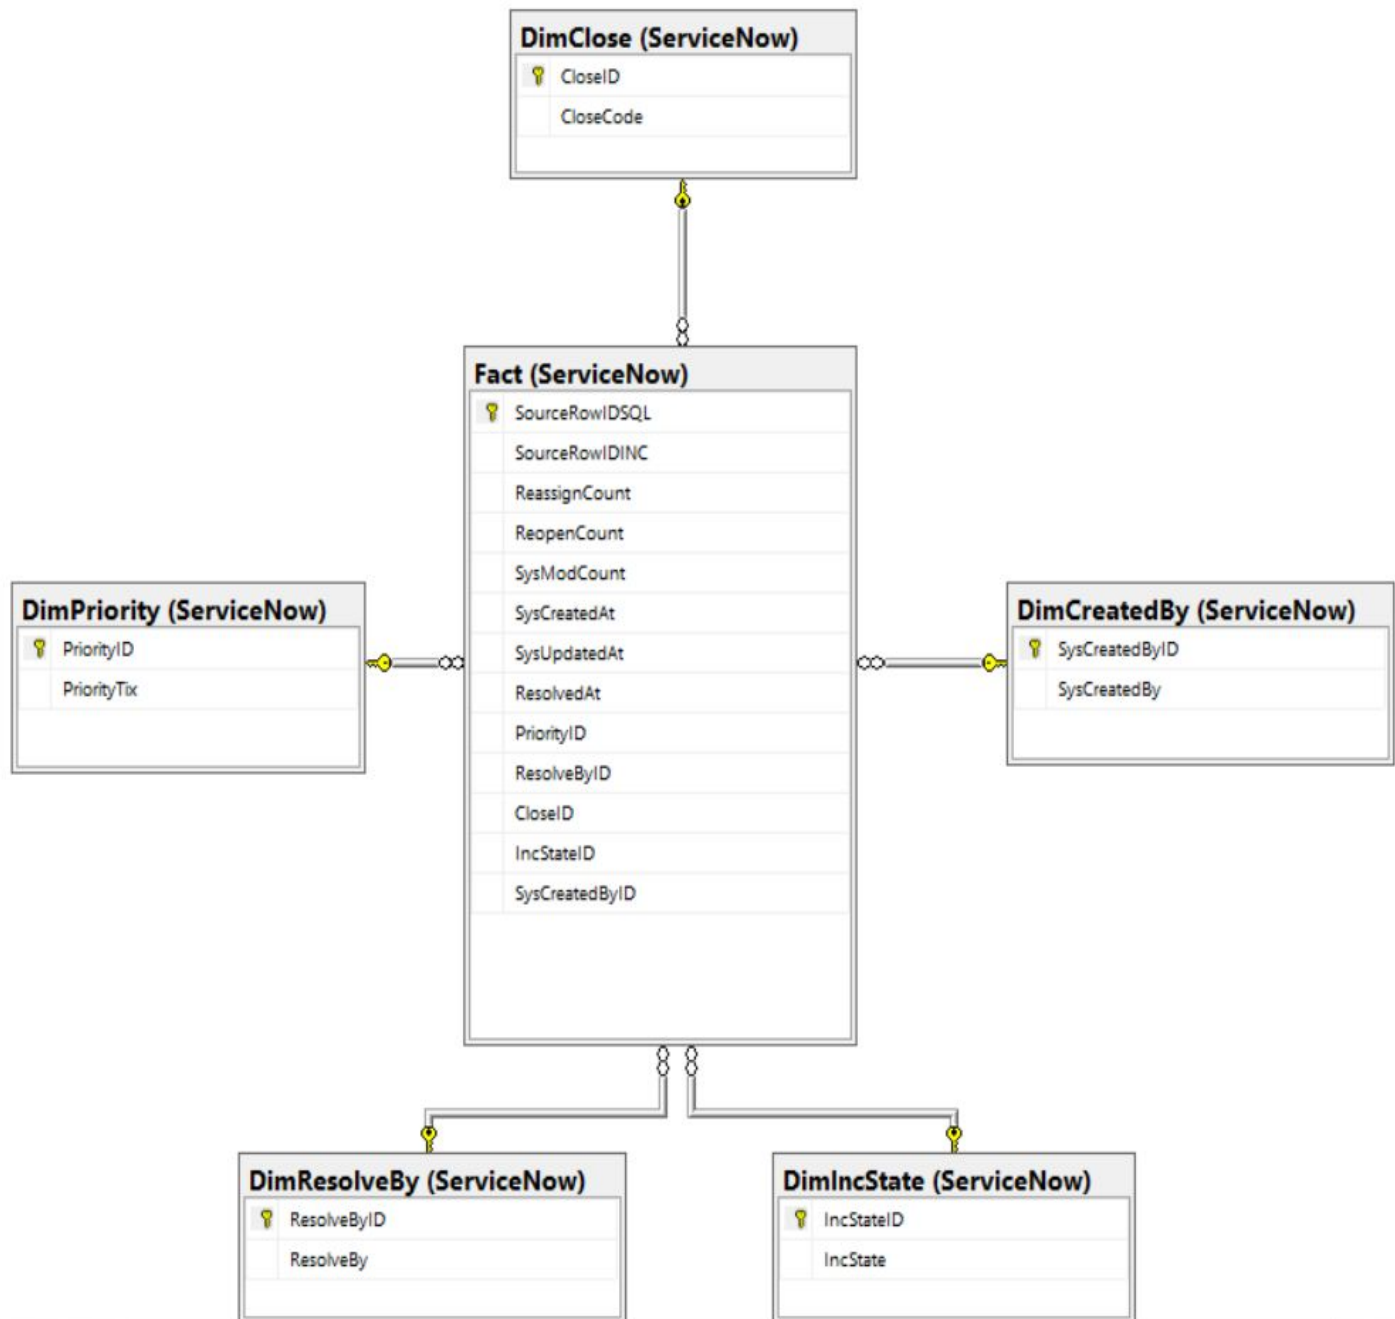 DimClose (ServiceNow)
CloseID
CloseCode
Fact (ServiceNow)
SourceRowIDSQL
SourceRowIDINC
ReassignCount
ReopenCount
SysModCount
SysCreatedAt
SysUpdatedAt
ResolvedAt
PriorityID
ResolveByID
CloseID
IncStateID
SysCreatedByID
DimPriority (ServiceNow)
PriorityID
PriorityTix
DimCreatedBy (ServiceNow)
SysCreatedByID
SysCreatedBy
DimResolveBy (ServiceNow)
ResolveByID
ResolveBy
DimIncState (ServiceNow)
IncStateID
IncState